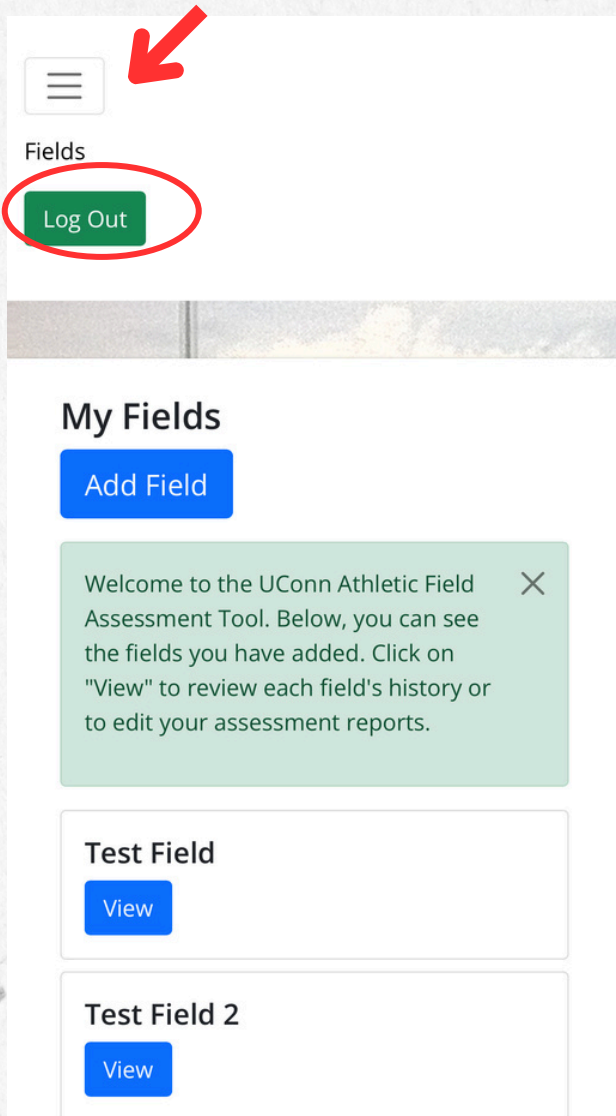 Fields
Log Out
My Fields
Add Field
Welcome to the UConn Athletic Field
Assessment Tool. Below, you can see
the fields you have added. Click on
"View" to review each field's history or
to edit your assessment reports.
Test Field
View
Test Field 2
View